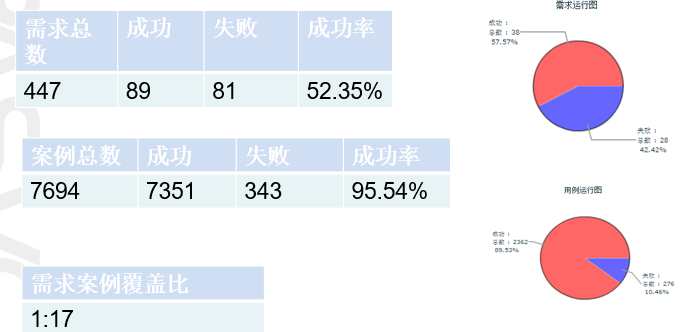 需求总数 成功 失败 成功率
447 89 81 52.35%
案例总数 成功 失败 成功率
7694 7351 343 95.54%
需求案例覆盖比
1:17
需求运行图
成功：
总数：38
57.57%
失败：
总数：28
42.42%
用例运行图
成功：
总数：2362
89.53%
失败：
总数：276
10.46%